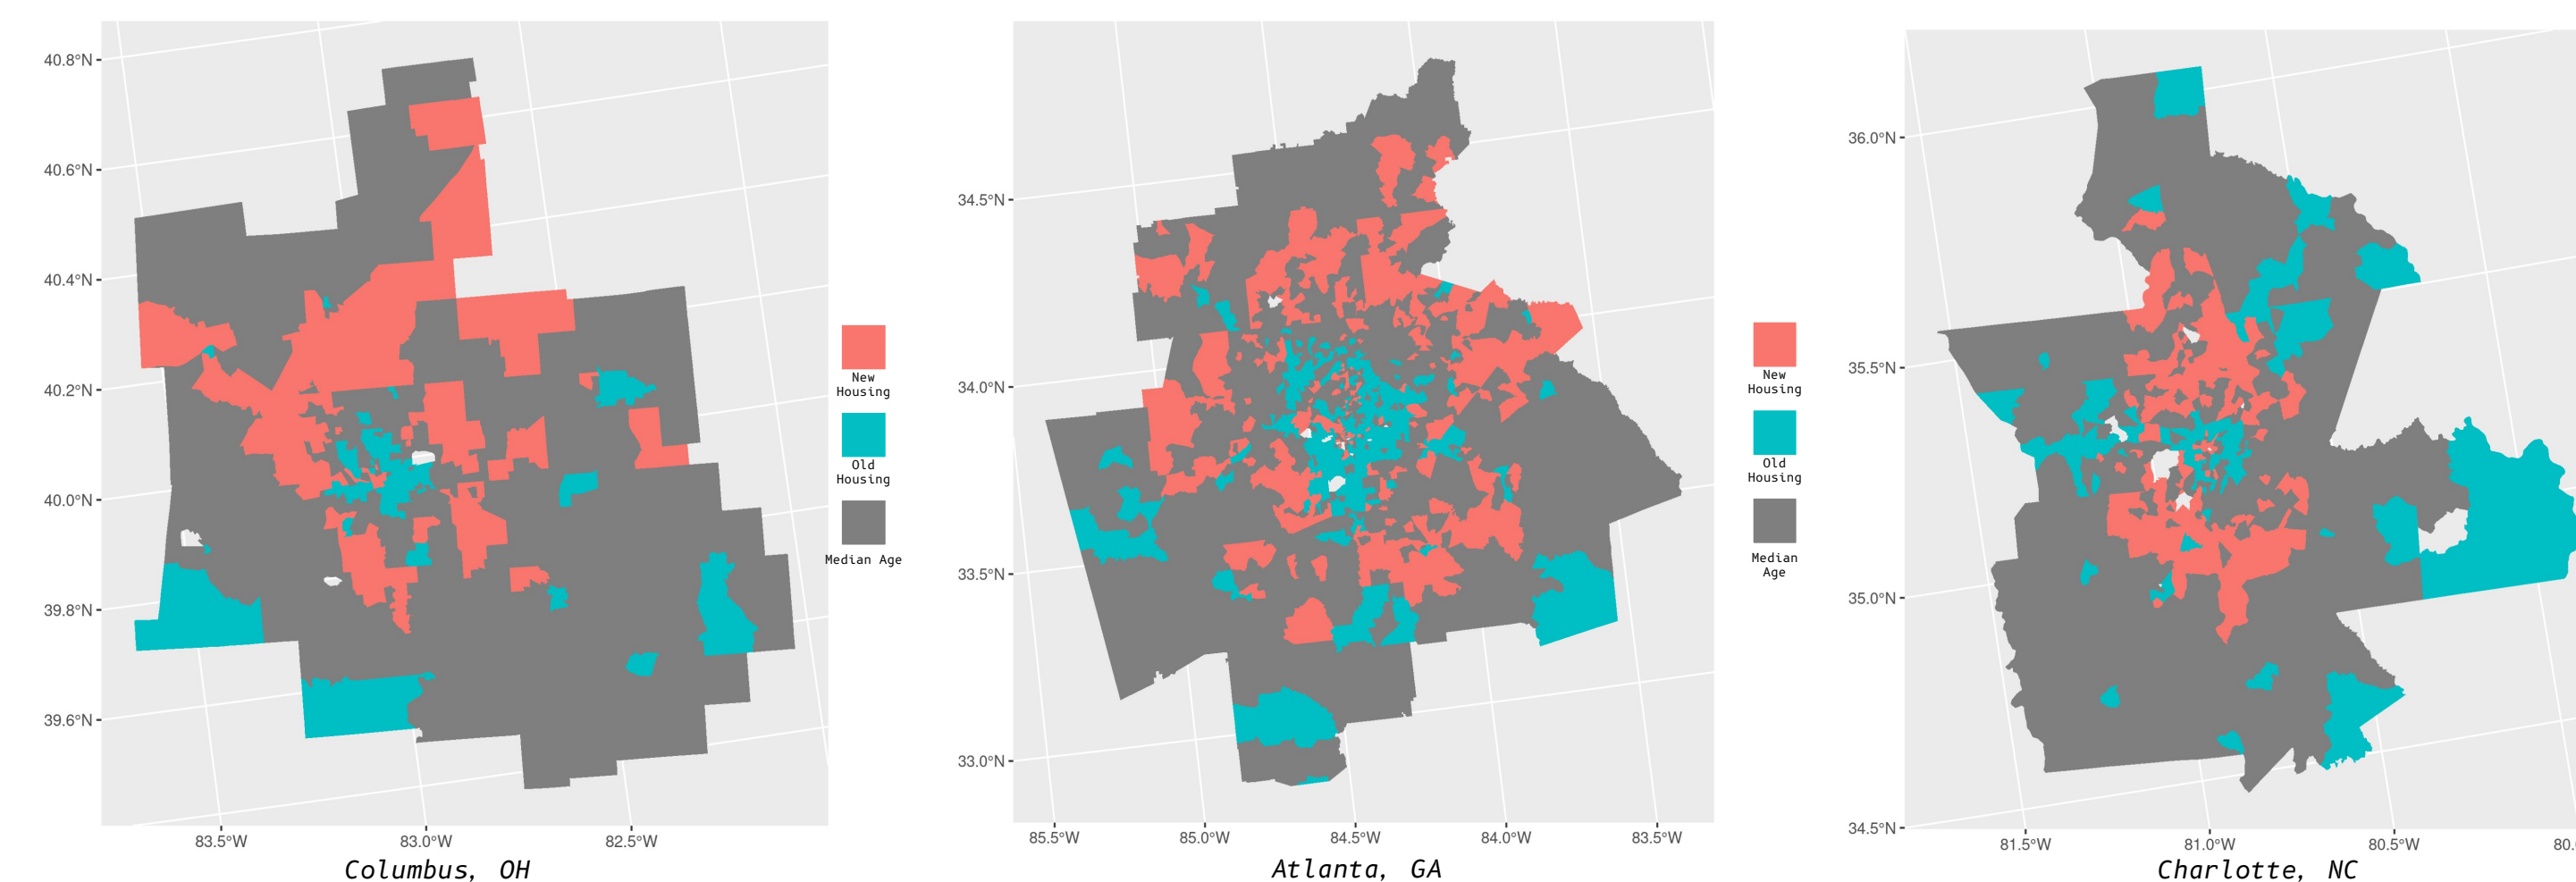 40.8°N
40.6°N
40.4°N
40.2°N
40.0°N
39.8°N
39.6°N
83.5°W 83.0°W 82.5°W
Columbus, OH
New
Housing
Old
Housing
Median Age
34.5°N
34.0°N
33.5°N
33.0°N
85.5°W 85.0°W 84.5°W 84.0°W 83.5°W
Atlanta, GA
New
Housing
Old
Housing
Median
Age
36.0°N
35.5°N
35.0°N
34.5°N
81.5°W 81.0°W 80.5°W 80.
Charlotte, NC